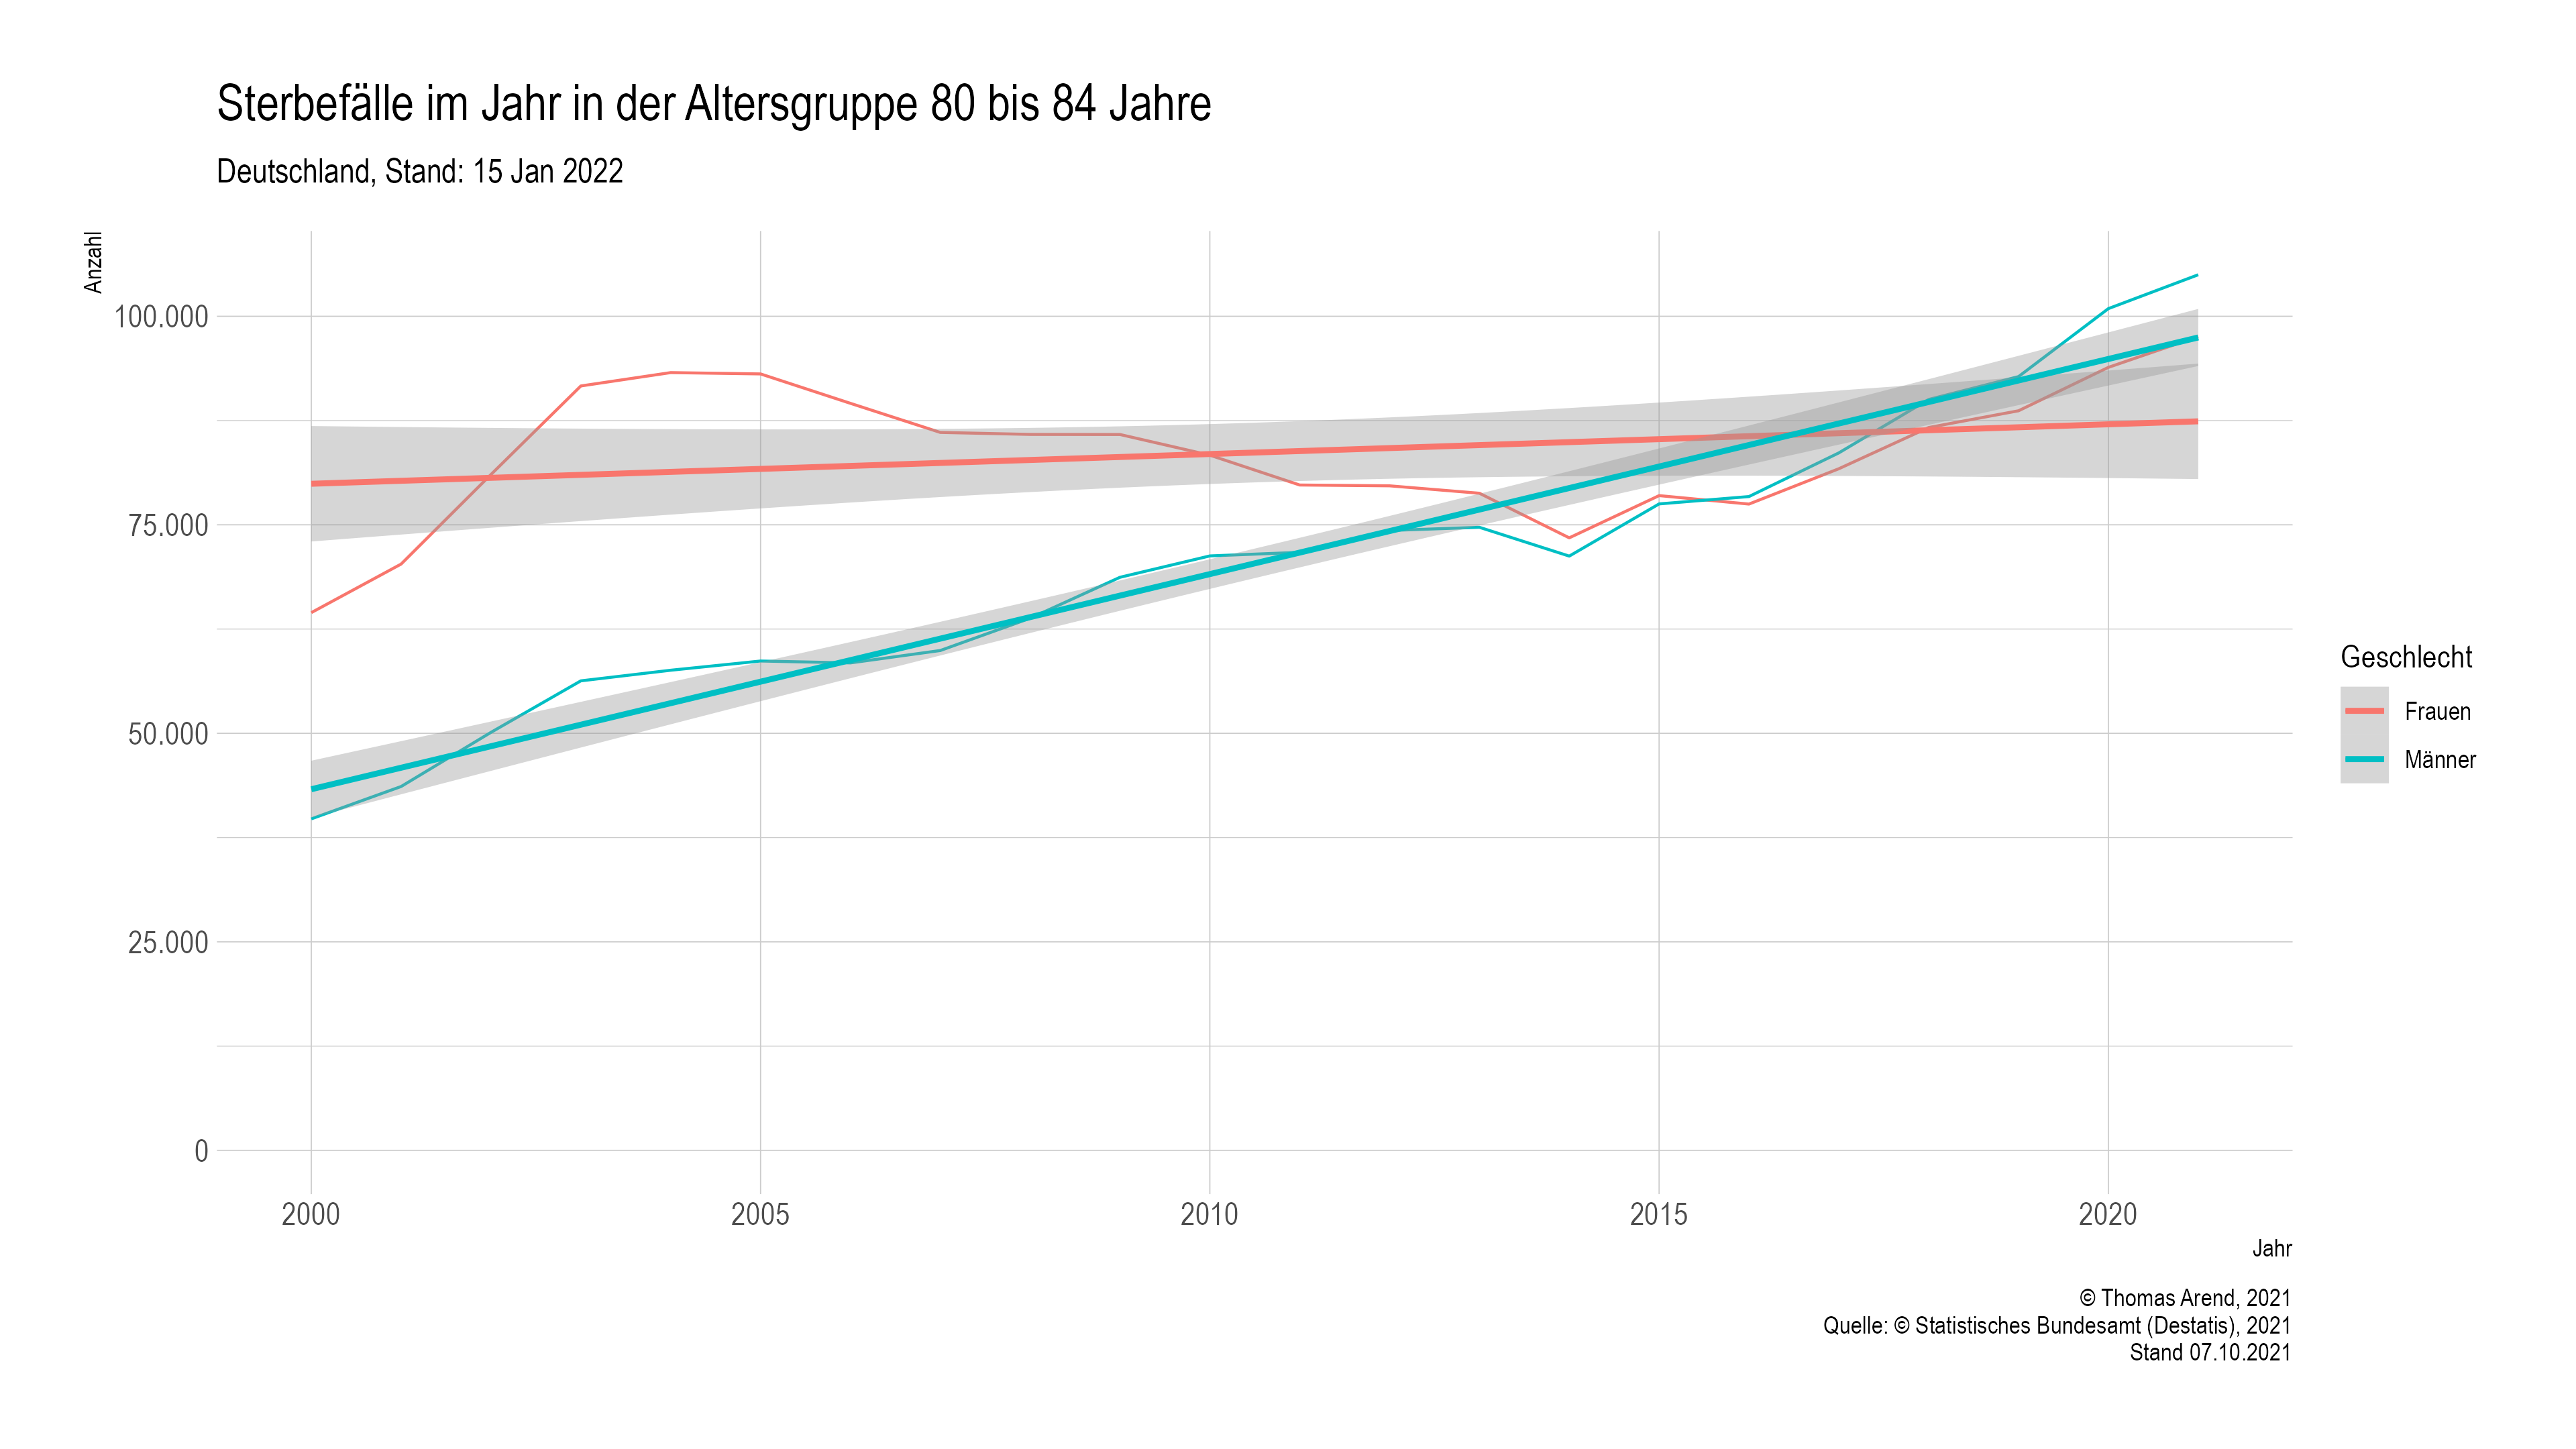 Sterbefälle im Jahr in der Altersgruppe 80 bis 84 Jahre
Deutschland, Stand: 15 Jan 2022
Anzahl
100.000
75.000
50.000
25.000
0
2000
2005
2010
2015
2020
Jahr
Geschlecht
Frauen
Männer
© Thomas Arend, 2021
Quelle: © Statistisches Bundesamt (Destatis), 2021
Stand 07.10.2021